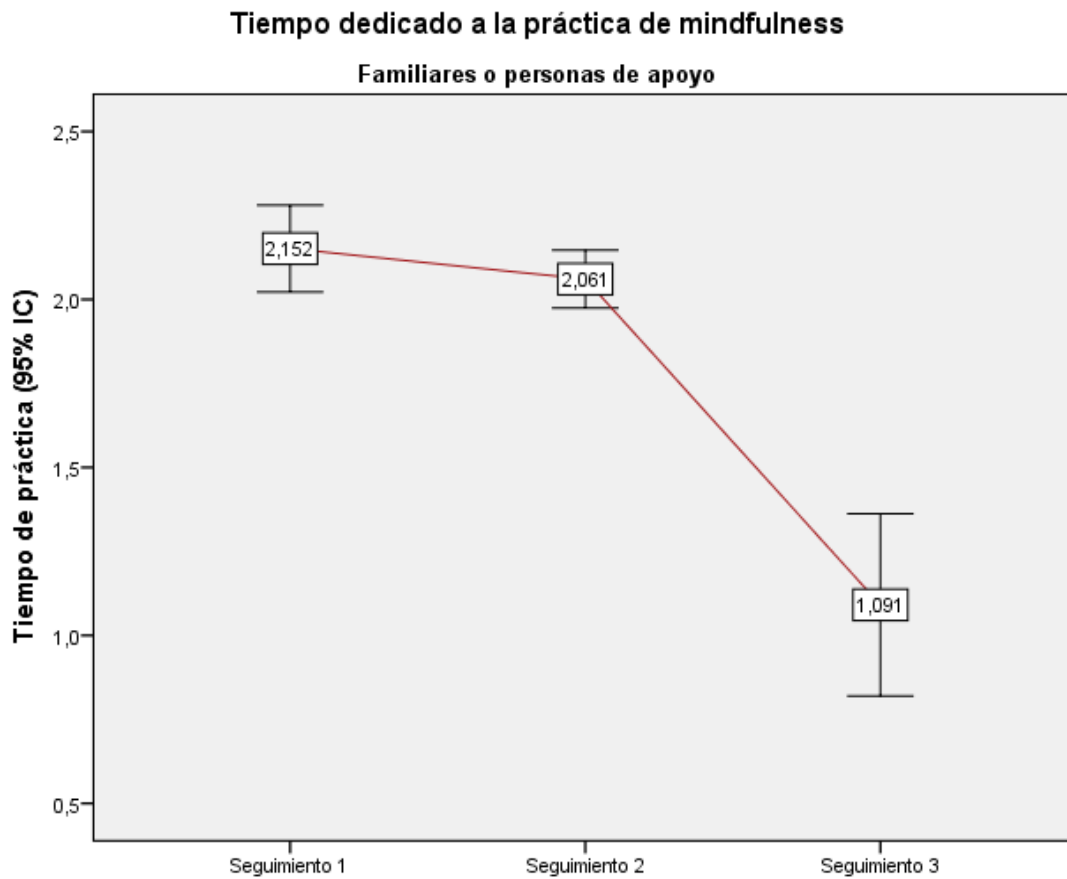 Tiempo dedicado a la práctica de mindfulness
Familiares o personas de apoyo
Tiempo de práctica (95% IC)
2,5
2,0
1,5
1,0
0,5
2,152
2,061
1,091
Seguimiento 1
Seguimiento 2
Seguimiento 3